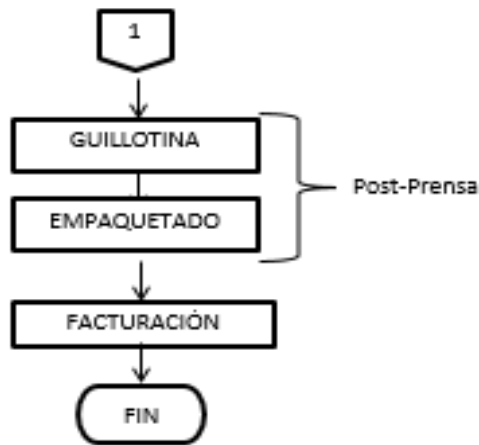 1
GUILLOTINA
Post-Prensa
EMPAQUETADO
FACTURACIÓN
FIN